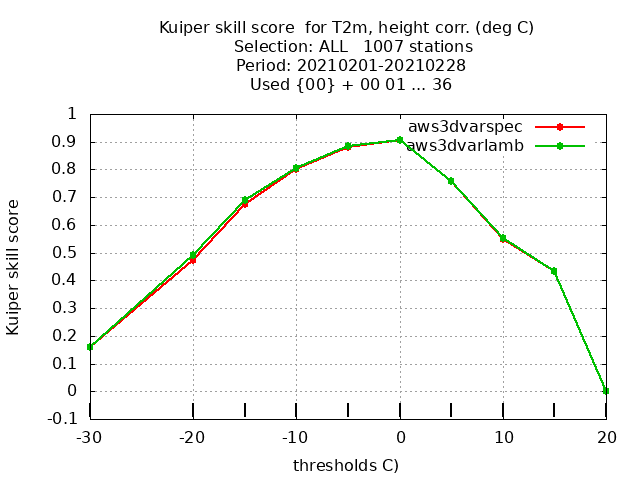 Kuiper skill score  for T2m, height corr. (deg C)
Selection: ALL   1007 stations
Period: 20210201-20210228
Used {00} + 00 01 ... 36
aws3dvarspec
aws3dvarlamb
Kuiper skill score
1
0.9
0.8
0.7
0.6
0.5
0.4
0.3
0.2
0.1
0
-0.1
-30 -20 -10 0 10 20
thresholds C)